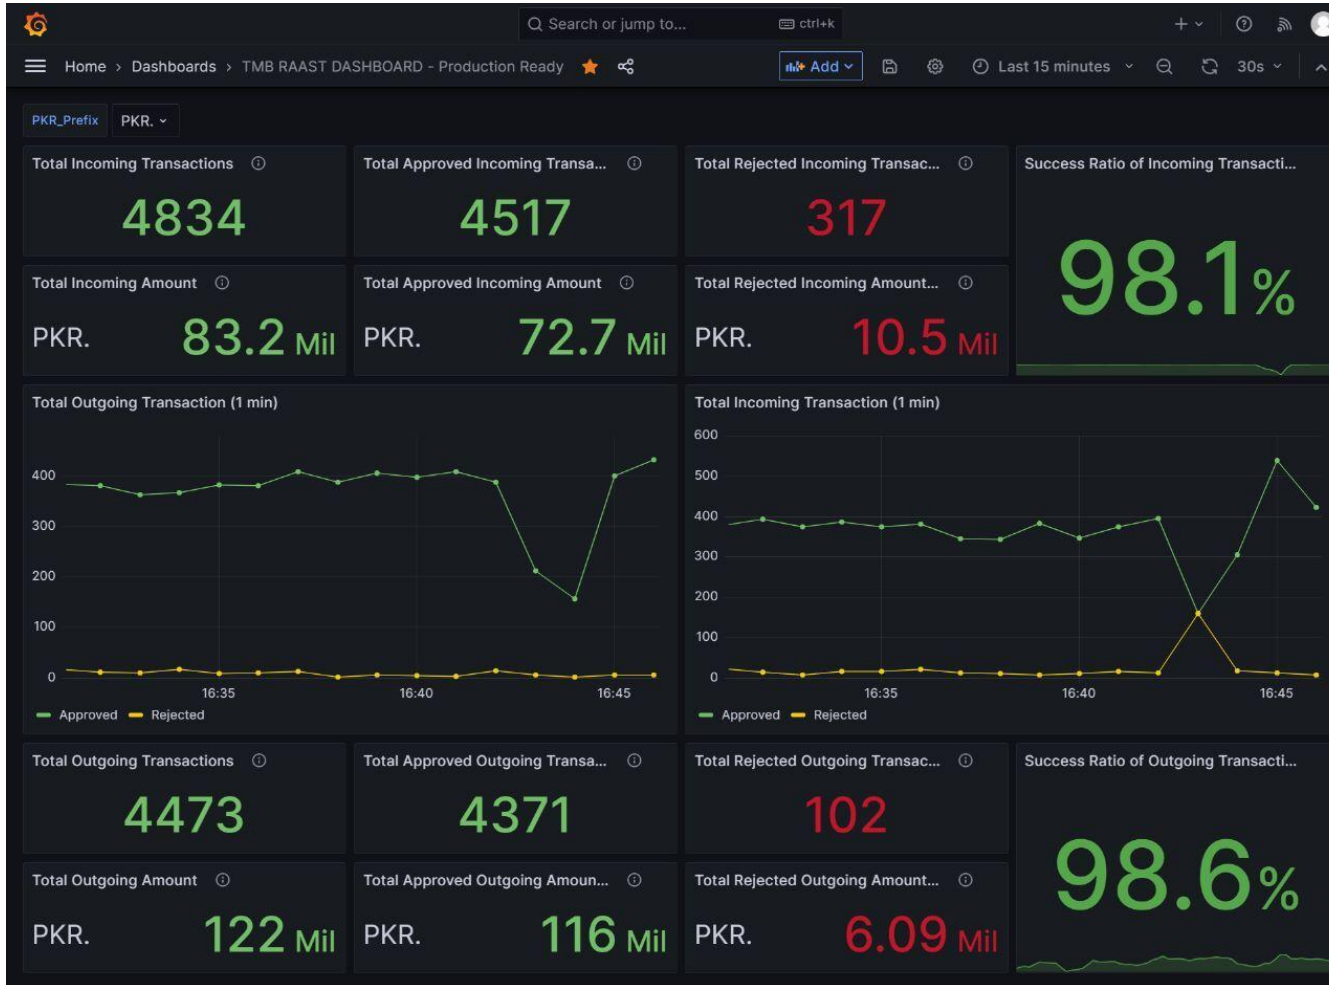 Search or jump to... ctrl+k
Home › Dashboards › TMB RAAST DASHBOARD - Production Ready Add Last 15 minutes 30s
PKR_Prefix PKR.
Total Incoming Transactions Total Approved Incoming Transa... Total Rejected Incoming Transac... Success Ratio of Incoming Transacti...
4834 4517 317
98.1%
Total Incoming Amount Total Approved Incoming Amount Total Rejected Incoming Amount...
PKR. 83.2 Mil PKR. 72.7 Mil PKR. 10.5 Mil
Total Outgoing Transaction (1 min)
400
300
200
100
0
16:35 16:40 16:45
Approved Rejected
Total Incoming Transaction (1 min)
600
500
400
300
200
100
0
16:35 16:40 16:45
Approved Rejected
Total Outgoing Transactions Total Approved Outgoing Transa... Total Rejected Outgoing Transac... Success Ratio of Outgoing Transacti...
4473 4371 102
98.6%
Total Outgoing Amount Total Approved Outgoing Amoun... Total Rejected Outgoing Amount...
PKR. 122 Mil PKR. 116 Mil PKR. 6.09 Mil